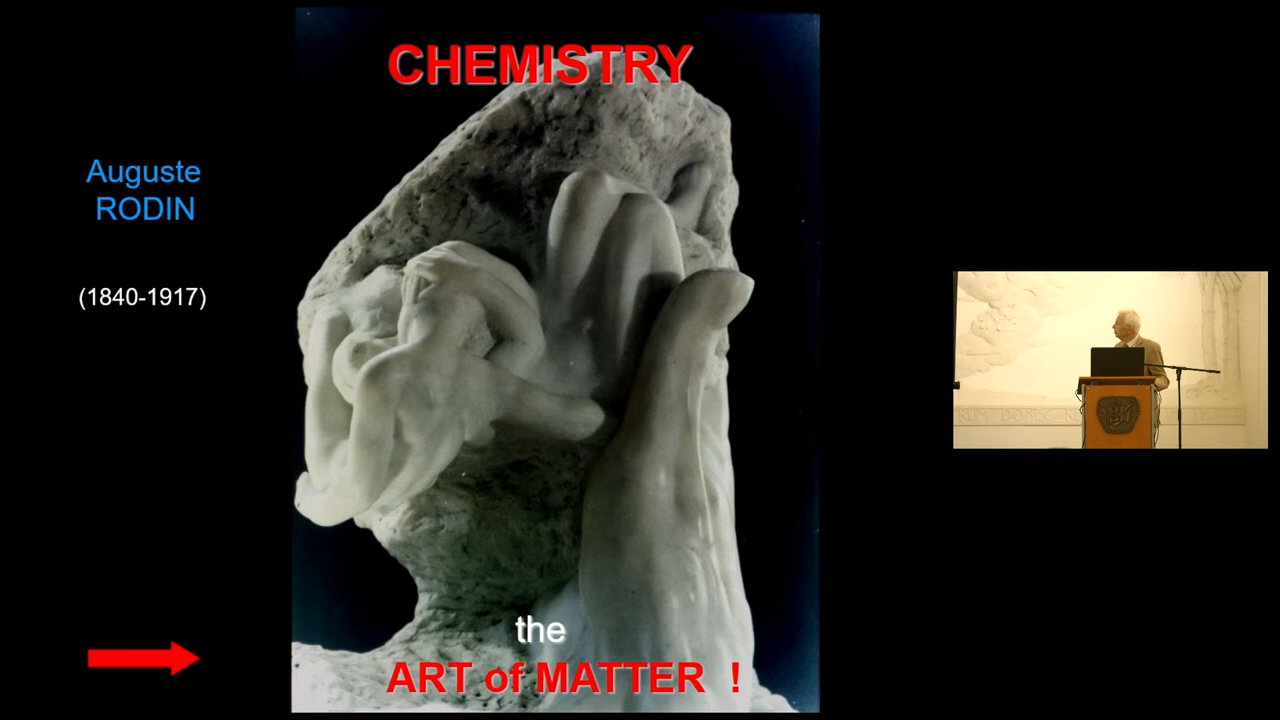 CHEMISTRY
Auguste
RODIN
(1840-1917)
the
ART of MATTER !